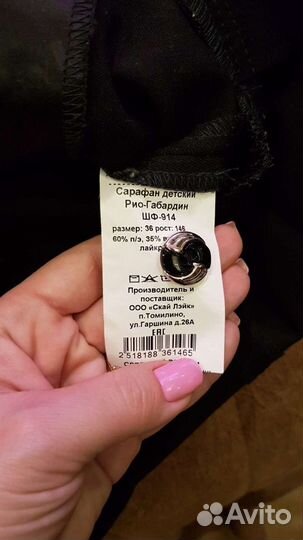 Сарафан детский
Рио-Габардин
ШФ-914
размер: 36 рост: 146
60% п/э, 35% в
лайкр
Производитель и
поставщик:
ООО «Скай Лэйк»
п.Томилино,
ул.Гаршина д.26А
ЕАС
2 518188 361465
Avito